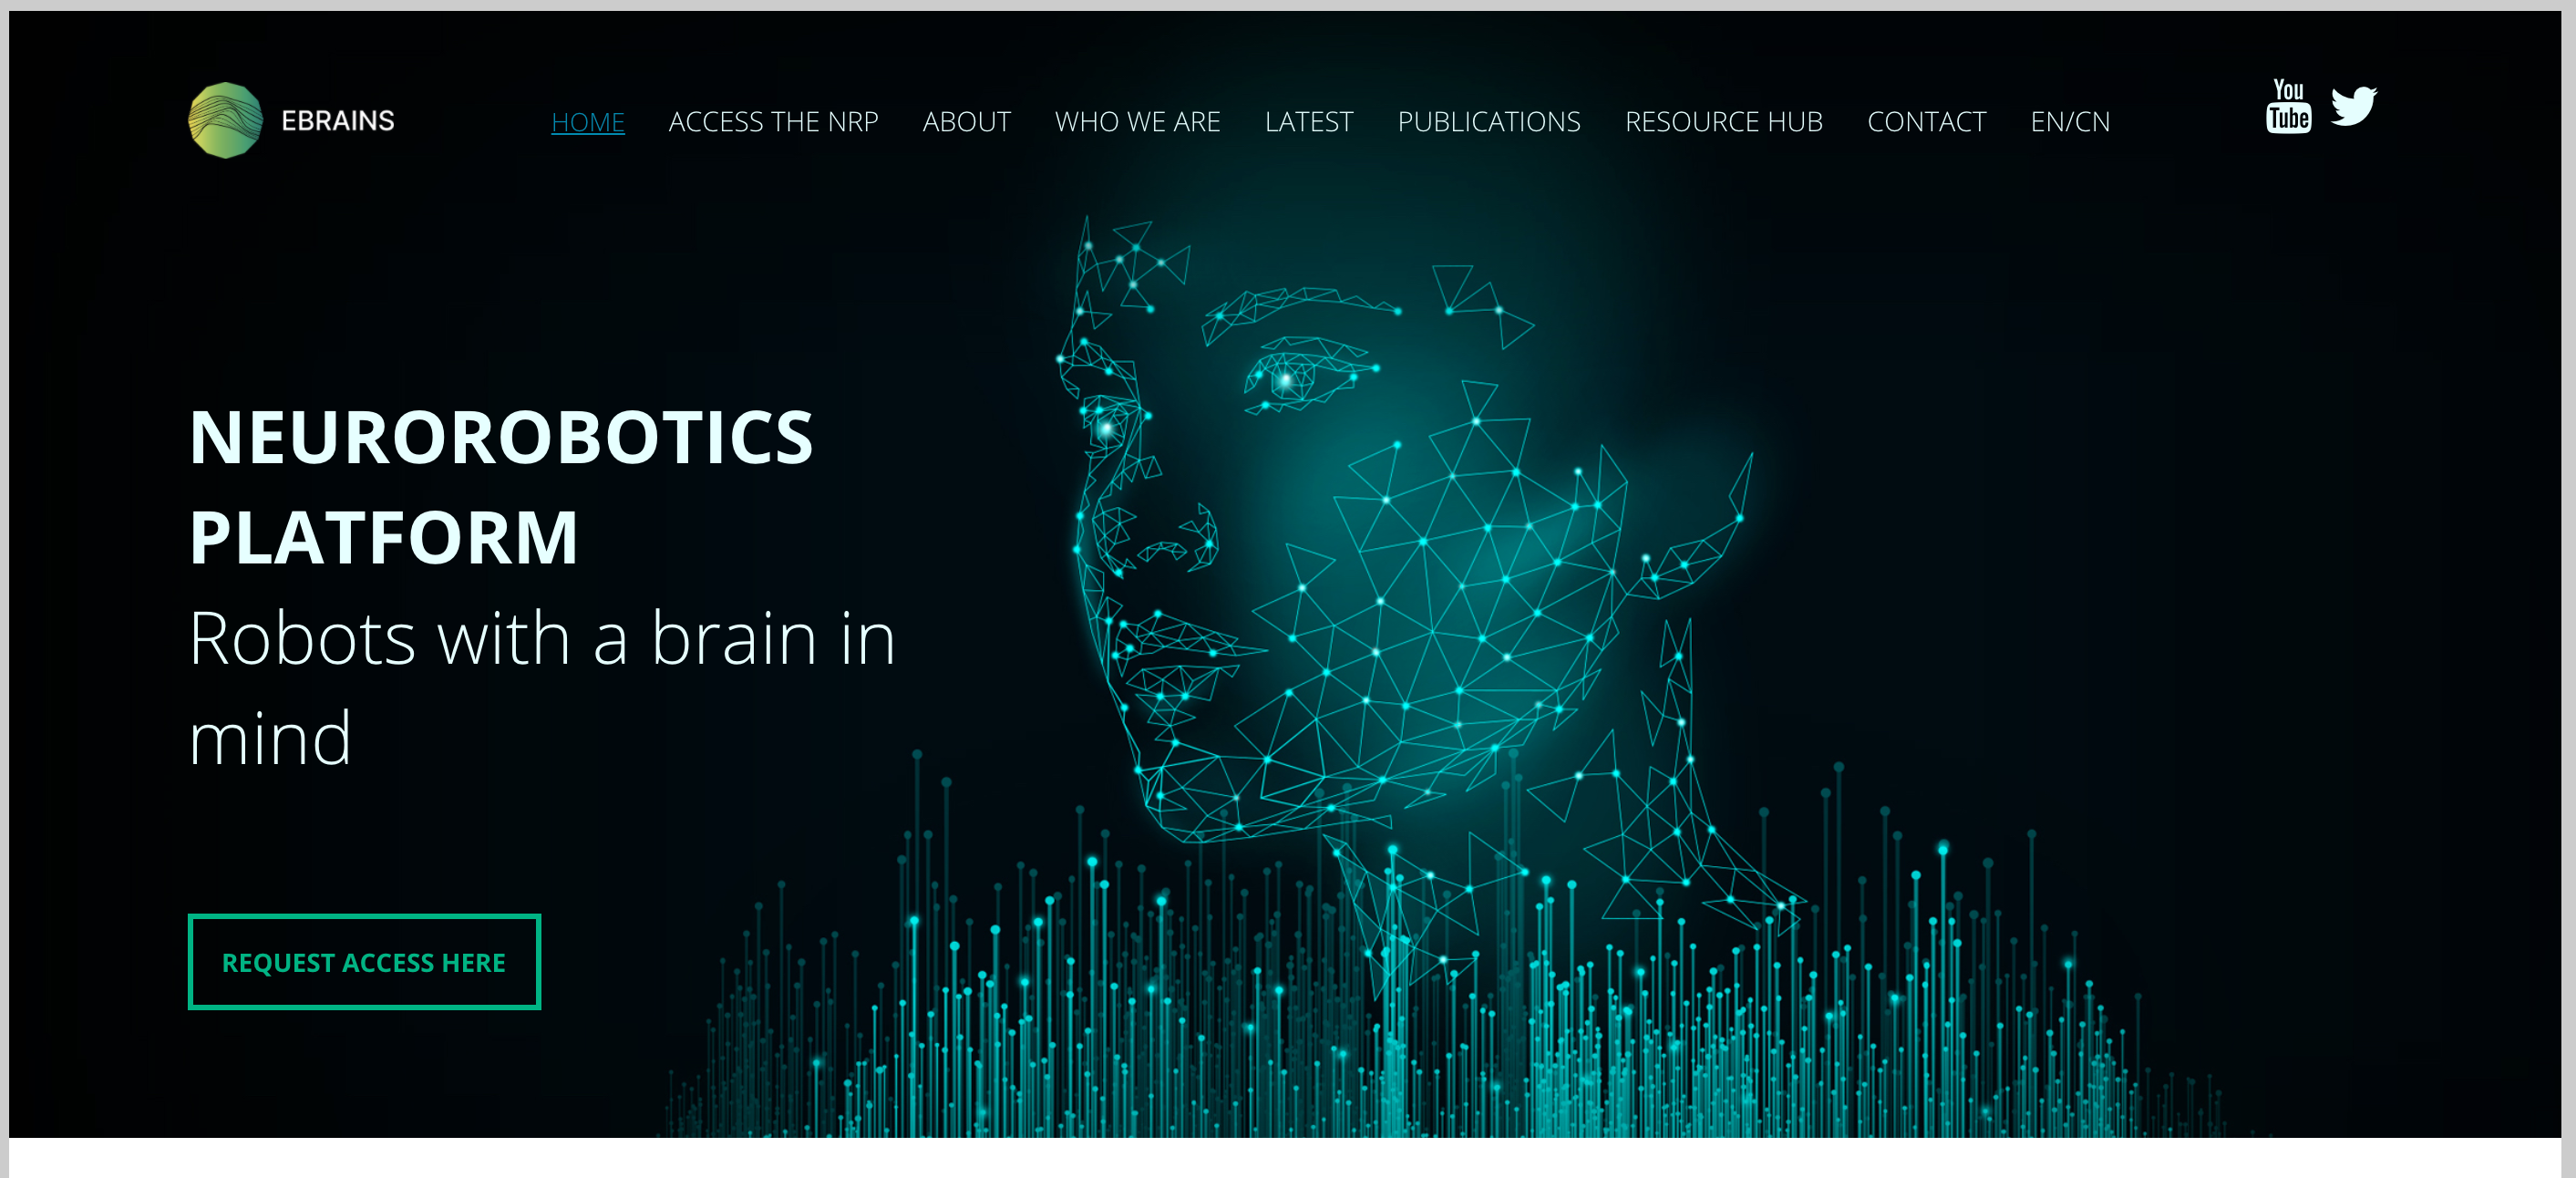 EBRAINS
HOME ACCESS THE NRP ABOUT WHO WE ARE LATEST PUBLICATIONS RESOURCE HUB CONTACT EN/CN
You
Tube
NEUROROBOTICS
PLATFORM
Robots with a brain in
mind
REQUEST ACCESS HERE